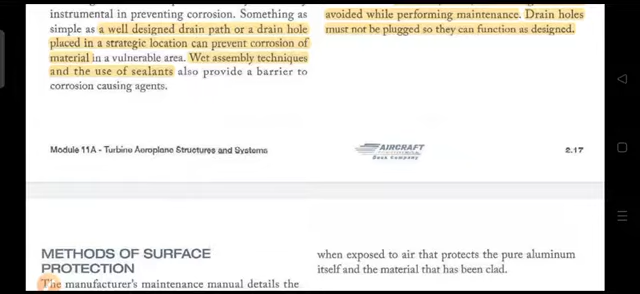 instrumental in preventing corrosion. Something as
simple as a well designed drain path or a drain hole
placed in a strategic location can prevent corrosion of
material in a vulnerable area. Wet assembly techniques
and the use of sealants also provide a barrier to
corrosion causing agents.
avoided while performing maintenance. Drain holes
must not be plugged so they can function as designed.
Module 11A - Turbine Aeroplane Structures and Systems
AIRCRAFT
Book Company
2.17
METHODS OF SURFACE
PROTECTION
The manufacturer's maintenance manual details the
when exposed to air that protects the pure aluminum
itself and the material that has been clad.